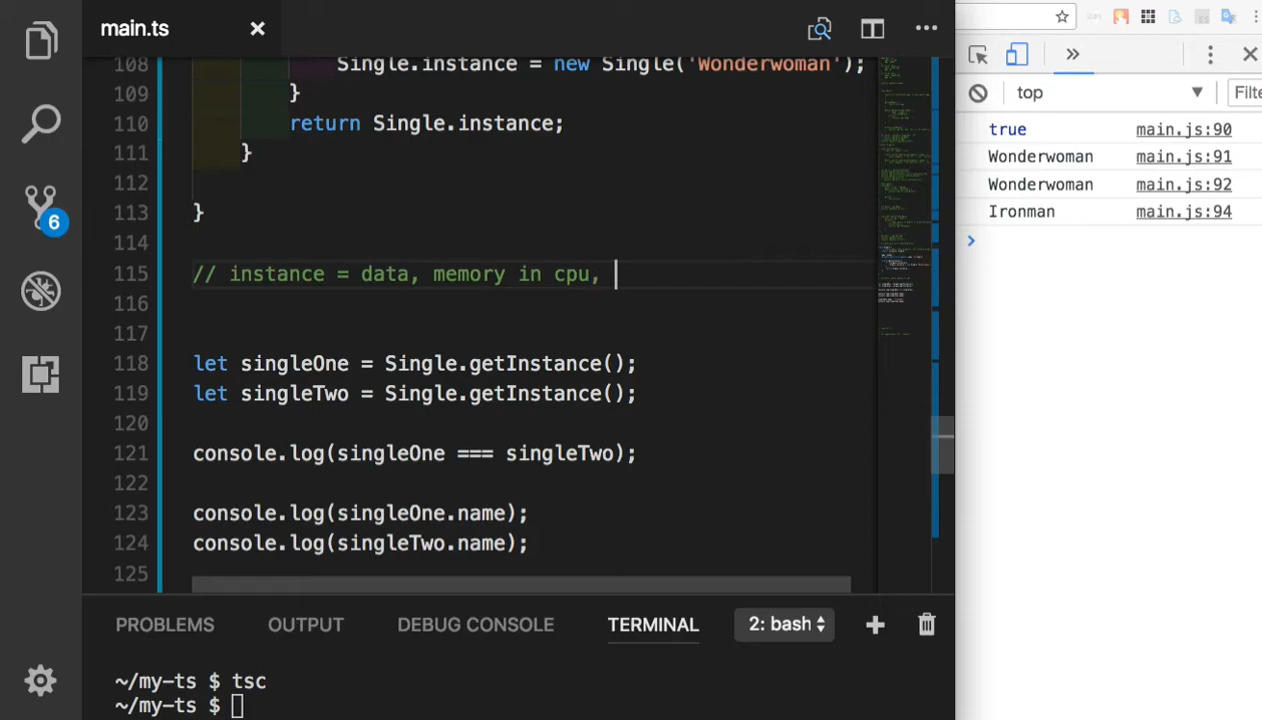 main.ts
108 Single.instance = new Single('Wonderwoman');
109 }
110 return Single.instance;
111 }
112
113 }
114
115 // instance = data, memory in cpu,
116
117
118 let singleOne = Single.getInstance();
119 let singleTwo = Single.getInstance();
120
121 console.log(singleOne === singleTwo);
122
123 console.log(singleOne.name);
124 console.log(singleTwo.name);
125
6
PROBLEMS OUTPUT DEBUG CONSOLE TERMINAL 2: bash
~/my-ts $ tsc
~/my-ts $
top Filte
true main.js:90
Wonderwoman main.js:91
Wonderwoman main.js:92
Ironman main.js:94